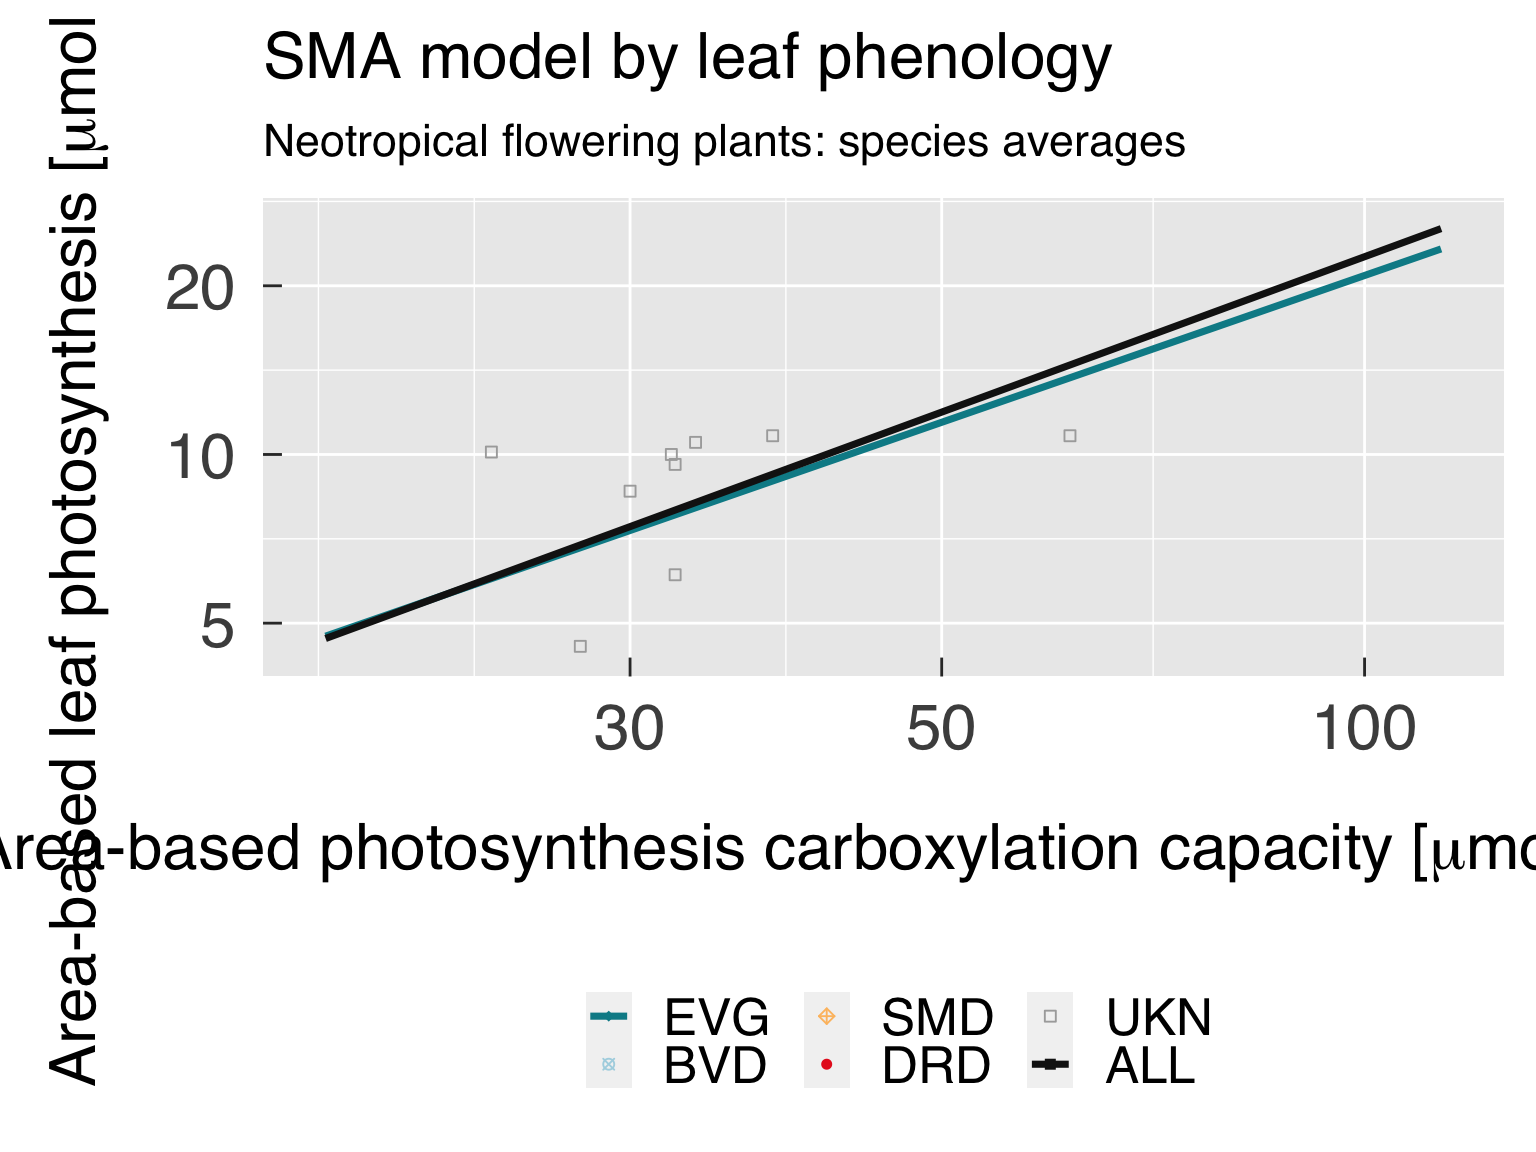 SMA model by leaf phenology
Neotropical flowering plants: species averages
Area-based leaf photosynthesis [μmol
20
10
5
30
50
100
Area-based photosynthesis carboxylation capacity [μmo
EVG
SMD
UKN
BVD
DRD
ALL